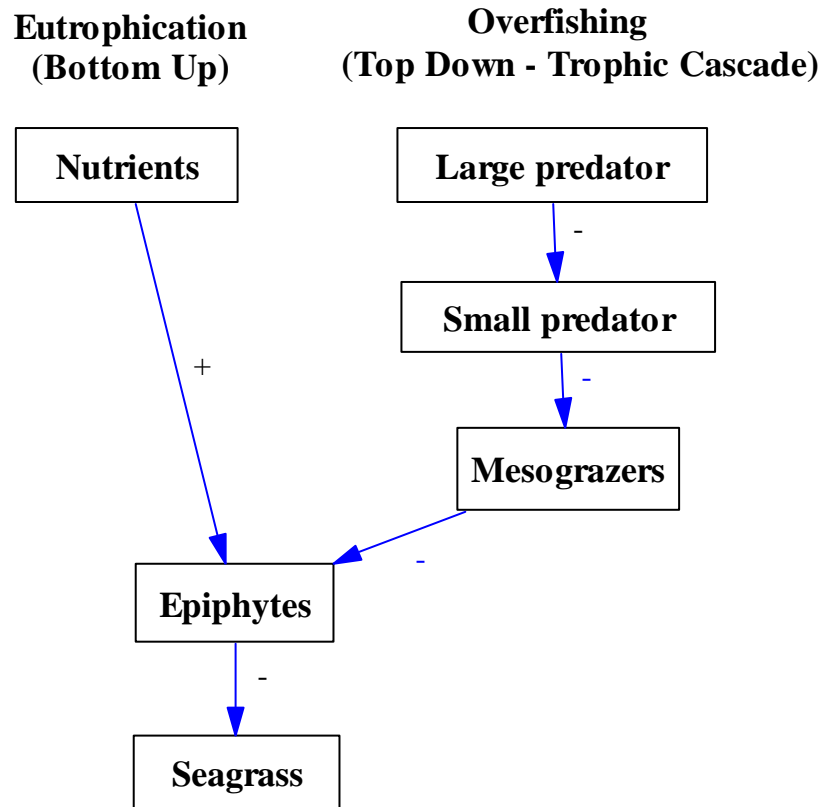 Eutrophication
(Bottom Up)
Overfishing
(Top Down - Trophic Cascade)
Nutrients
Large predator
-
Small predator
+
-
Mesograzers
-
Epiphytes
-
Seagrass